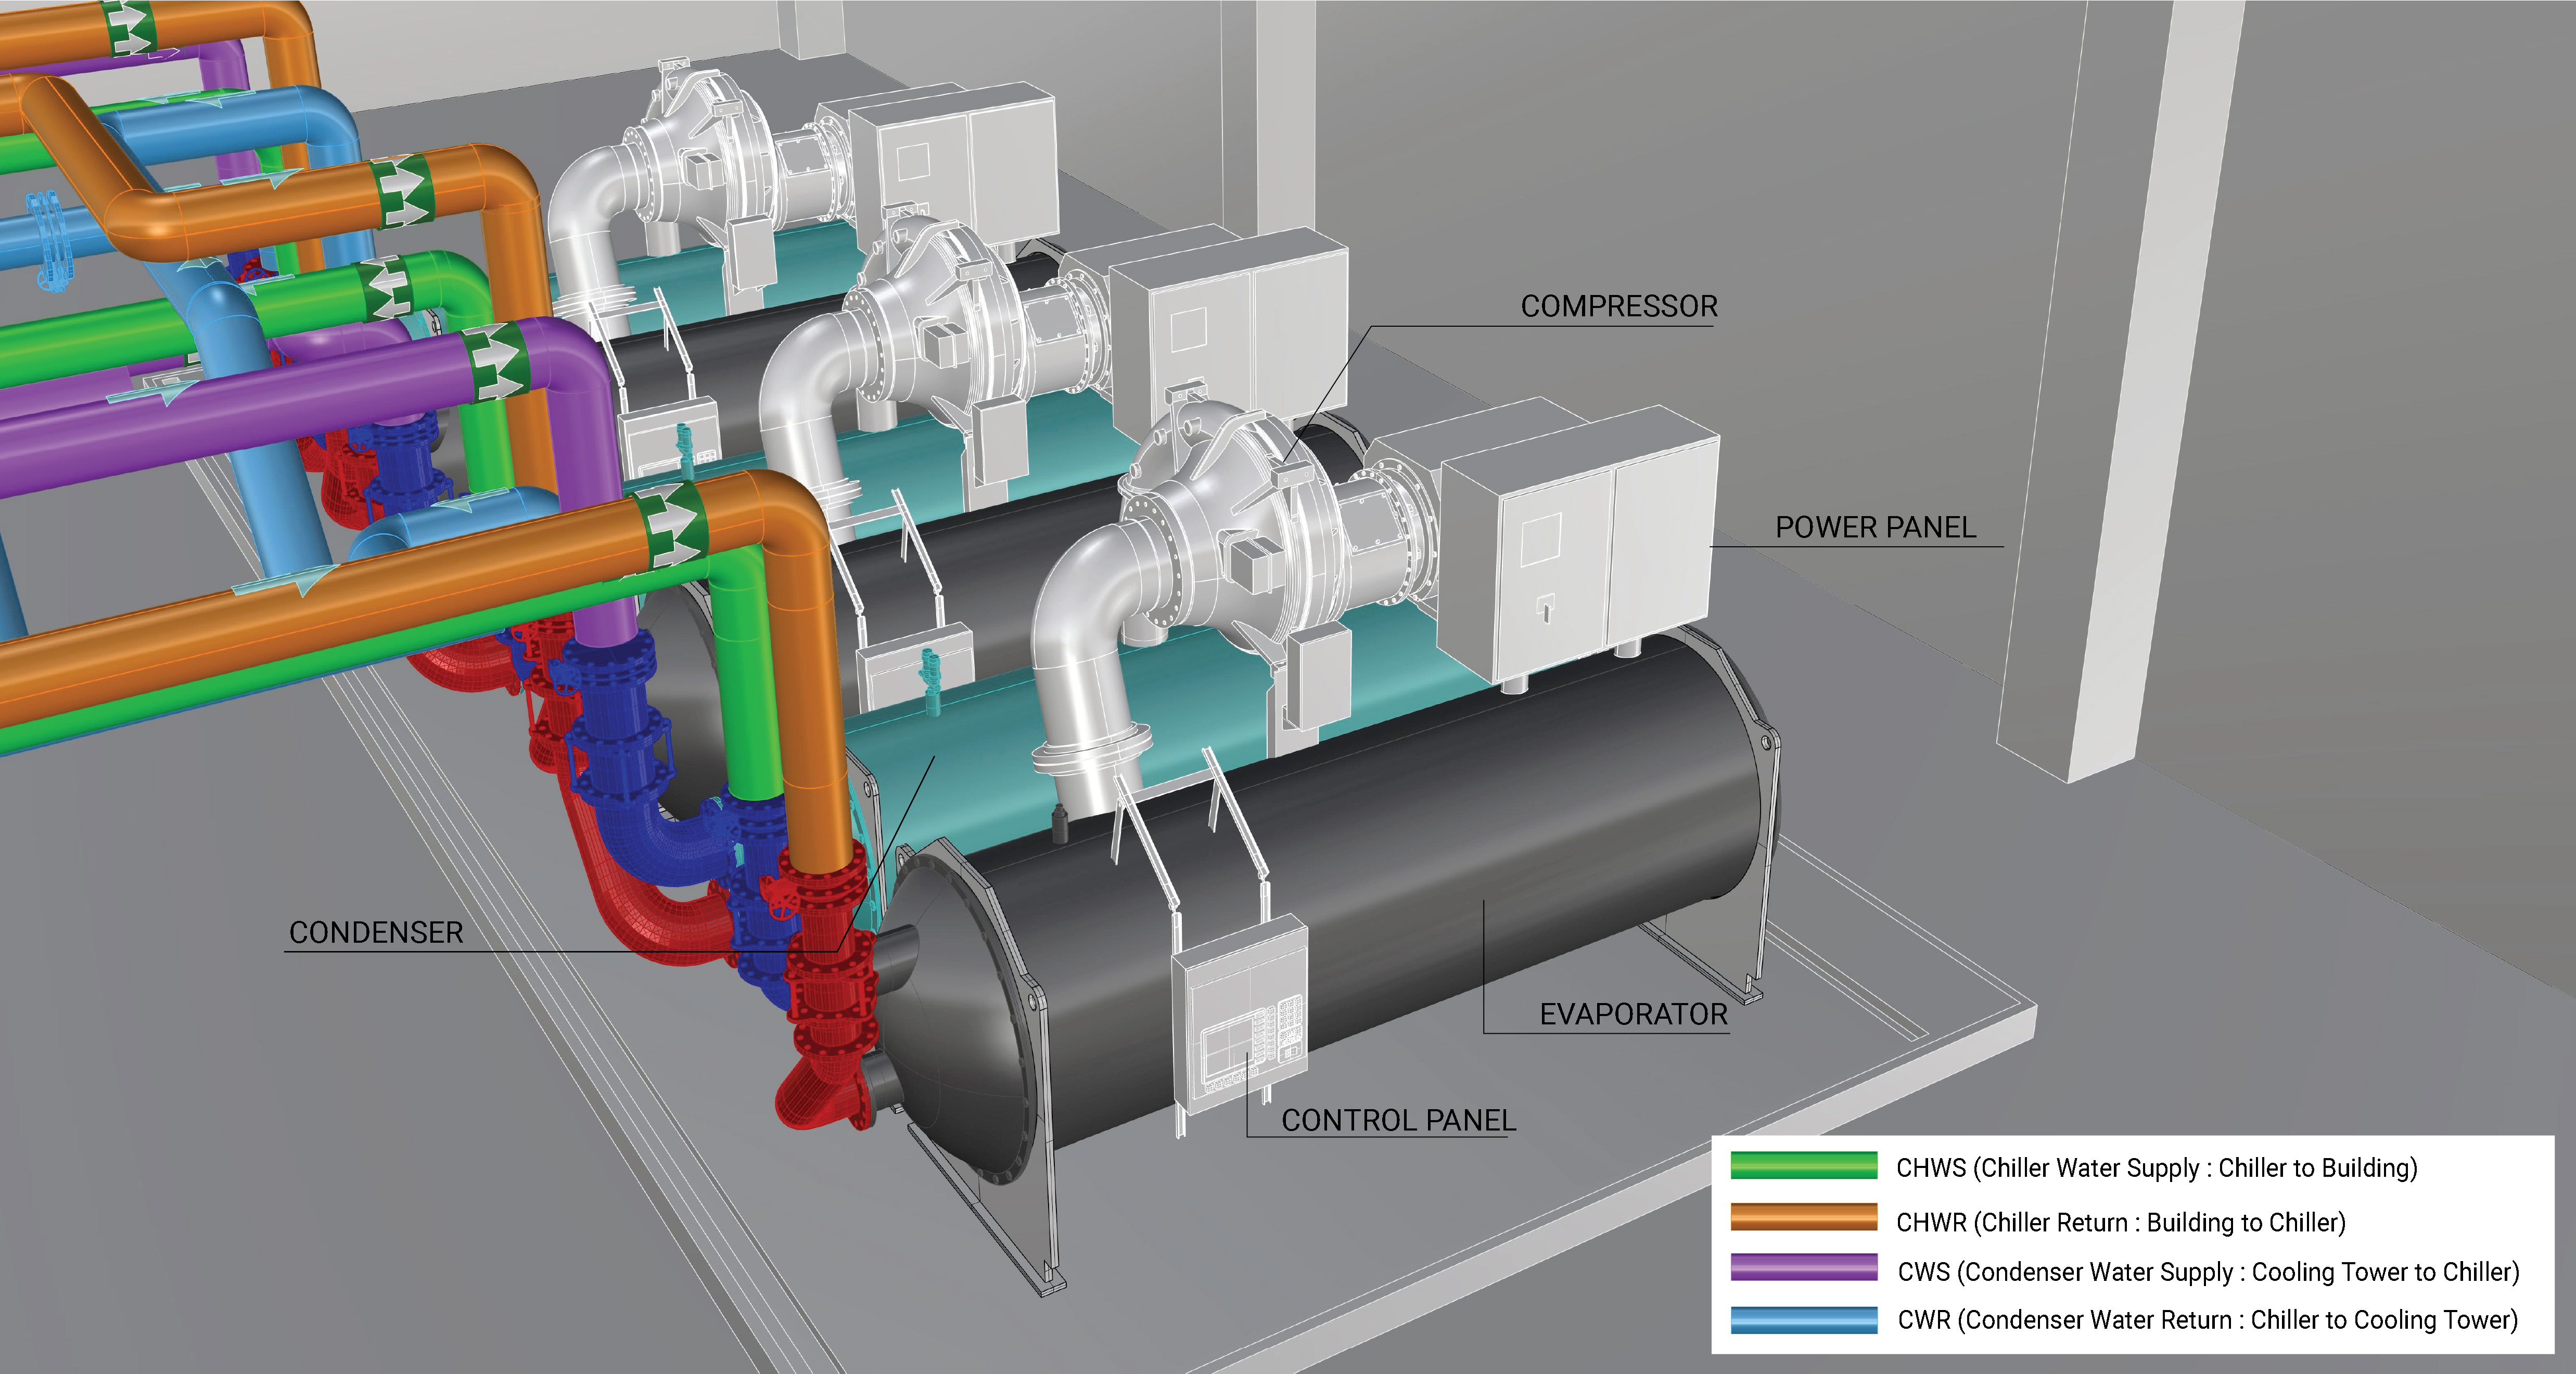 COMPRESSOR
POWER PANEL
CONDENSER
EVAPORATOR
CONTROL PANEL
CHWS (Chiller Water Supply : Chiller to Building)
CHWR (Chiller Return : Building to Chiller)
CWS (Condenser Water Supply : Cooling Tower to Chiller)
CWR (Condenser Water Return : Chiller to Cooling Tower)